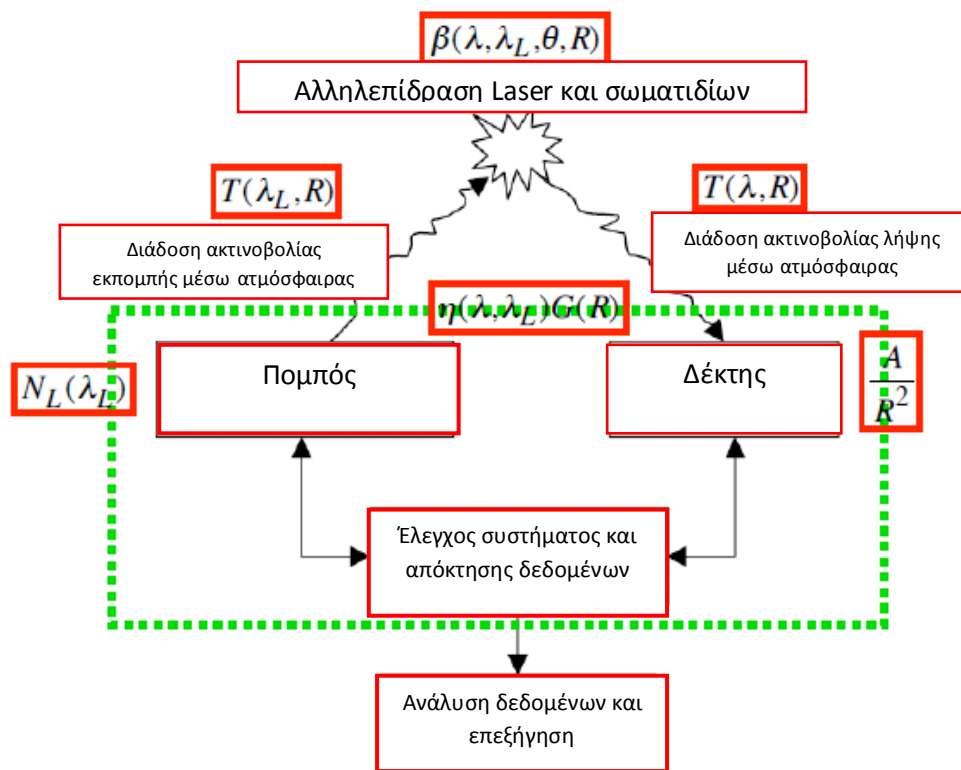 β(λ,λ_L,θ,R)
Αλληλεπίδραση Laser και σωματιδίων
T(λ_L,R)
T(λ,R)
Διάδοση ακτινοβολίας
εκπομπής μέσω ατμόσφαιρας
Διάδοση ακτινοβολίας λήψης
μέσω ατμόσφαιρας
η(λ,λ_L)G(R)
N_L(λ_L)
Πομπός
Δέκτης
A
R²
Έλεγχος συστήματος και
απόκτησης δεδομένων
Ανάλυση δεδομένων και
επεξήγηση